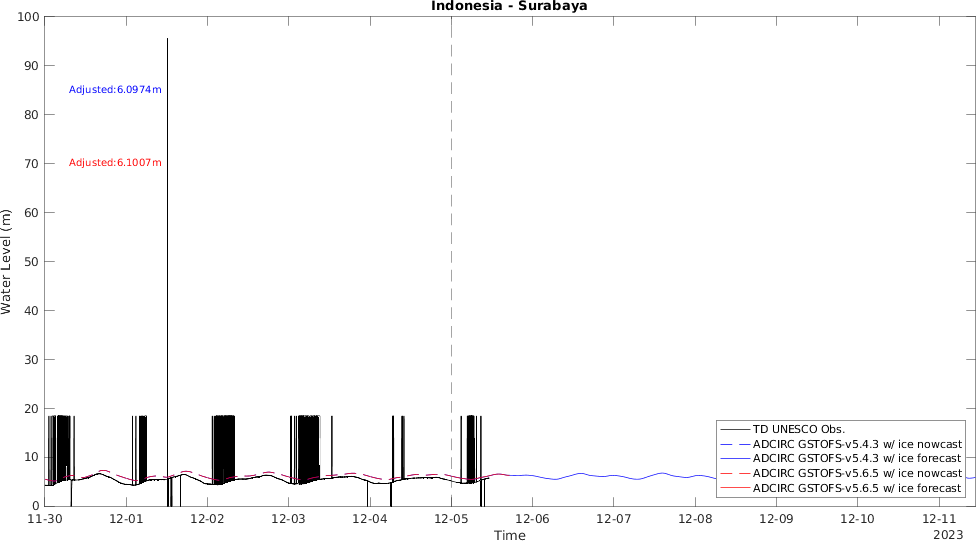 Indonesia - Surabaya
100
90
80
70
60
50
40
30
20
10
0
Water Level (m)
Adjusted:6.0974m
Adjusted:6.1007m
TD UNESCO Obs.
ADCIRC GSTOFS-v5.4.3 w/ ice nowcast
ADCIRC GSTOFS-v5.4.3 w/ ice forecast
ADCIRC GSTOFS-v5.6.5 w/ ice nowcast
ADCIRC GSTOFS-v5.6.5 w/ ice forecast
11-30 12-01 12-02 12-03 12-04 12-05 12-06 12-07 12-08 12-09 12-10 12-11
2023
Time